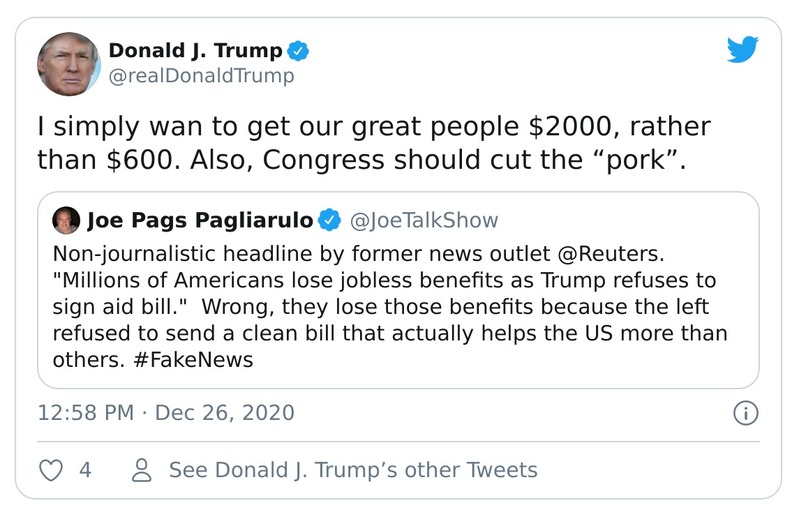 Donald J. Trump
@realDonaldTrump
I simply wan to get our great people $2000, rather
than $600. Also, Congress should cut the “pork”.
Joe Pags Pagliarulo @JoeTalkShow
Non-journalistic headline by former news outlet @Reuters.
"Millions of Americans lose jobless benefits as Trump refuses to
sign aid bill."  Wrong, they lose those benefits because the left
refused to send a clean bill that actually helps the US more than
others. #FakeNews
12:58 PM · Dec 26, 2020
4 See Donald J. Trump’s other Tweets